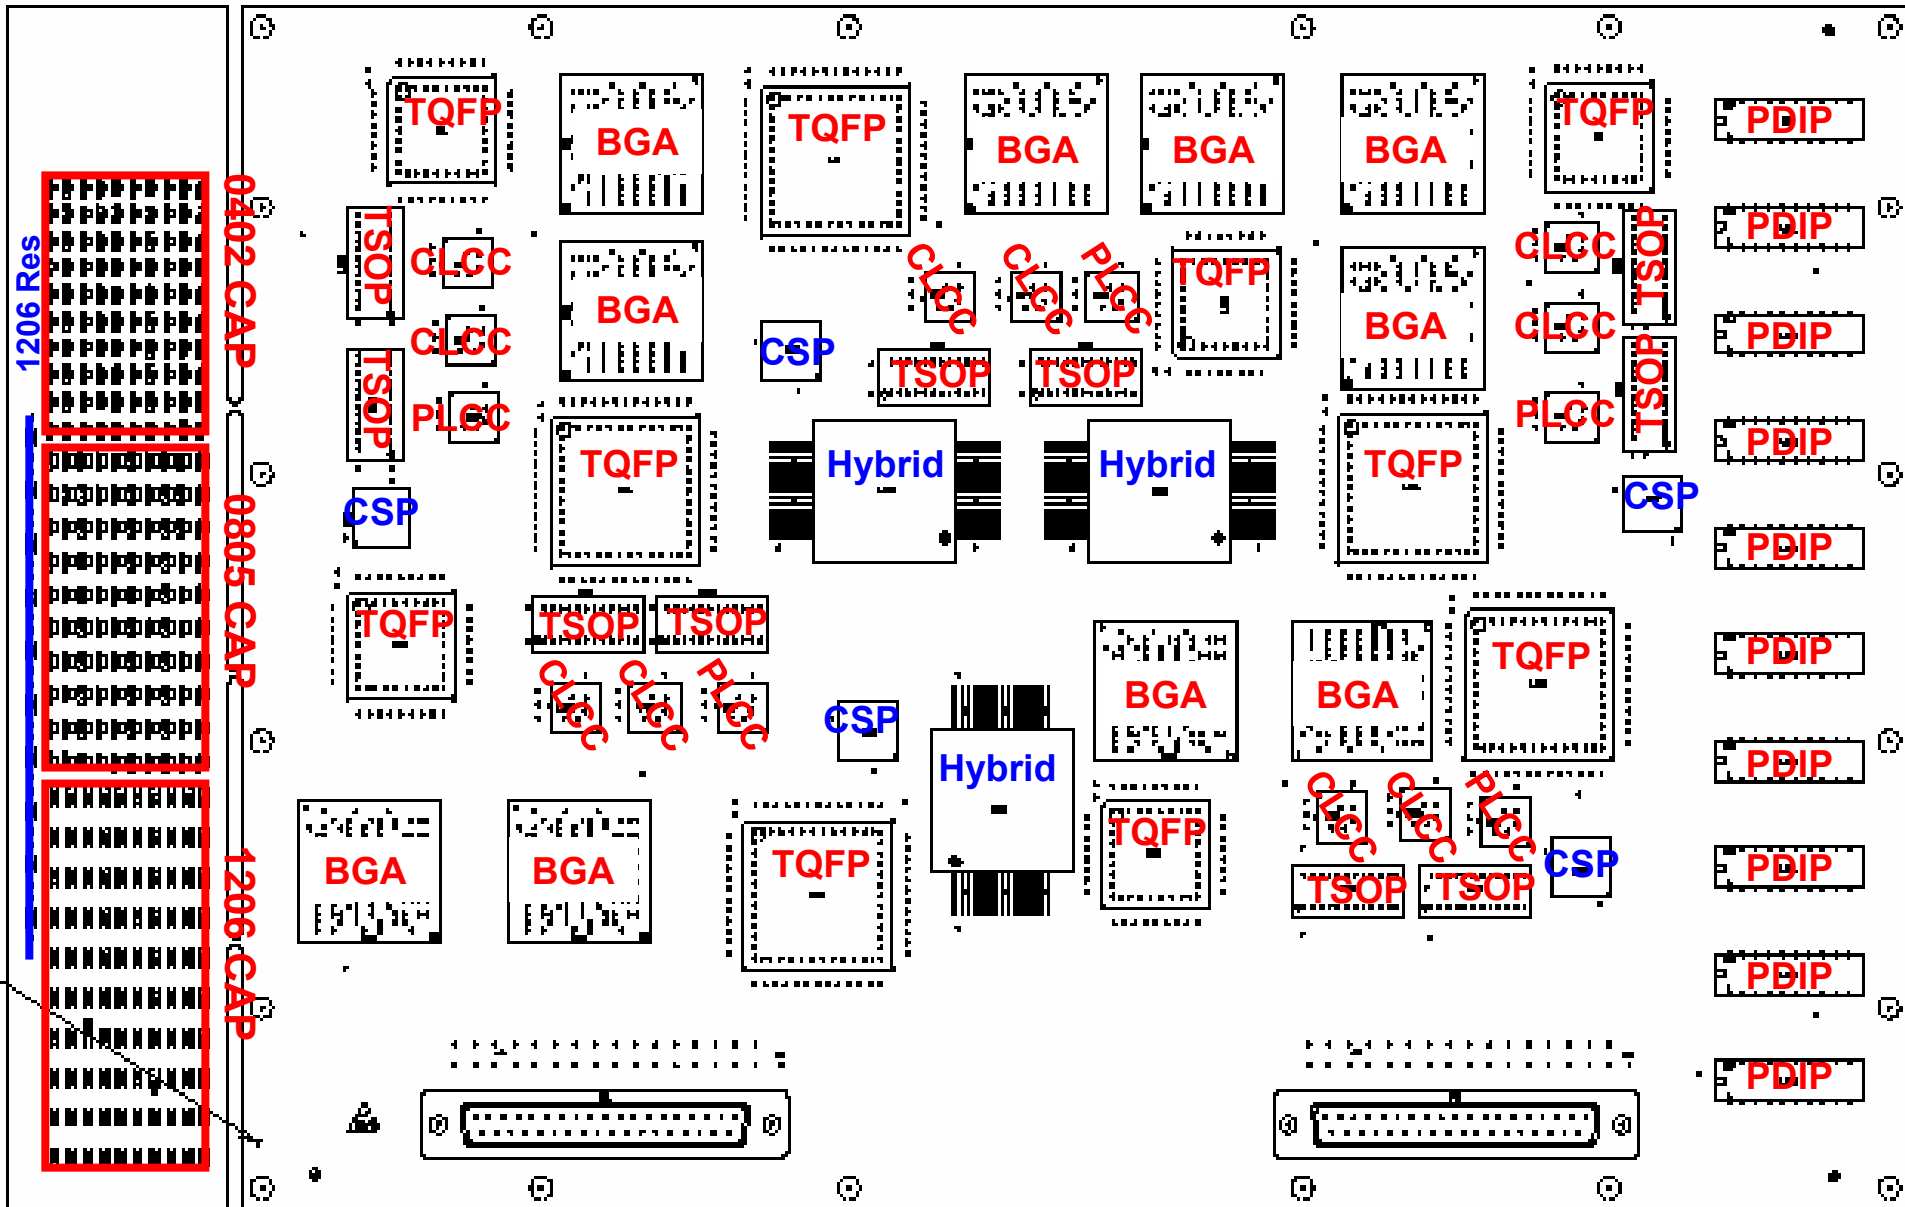 TQFP
BGA
TQFP
BGA
BGA
BGA
TQFP
PDIP
0402 CAP
1206 Res
TSOP
CLCC
BGA
CLCC
CLCC
PLCC
TQFP
BGA
CLCC
TSOP
PDIP
CLCC
CSP
TSOP
TSOP
CLCC
PDIP
TSOP
PLCC
PLCC
TSOP
PDIP
TQFP
Hybrid
Hybrid
TQFP
CSP
CSP
0805 CAP
PDIP
TQFP
TSOP
TSOP
TQFP
PDIP
CLCC
CLCC
PLCC
CSP
BGA
BGA
Hybrid
PDIP
BGA
BGA
TQFP
TQFP
CLCC
CLCC
PLCC
CSP
PDIP
TSOP
TSOP
1206 CAP
PDIP
PDIP